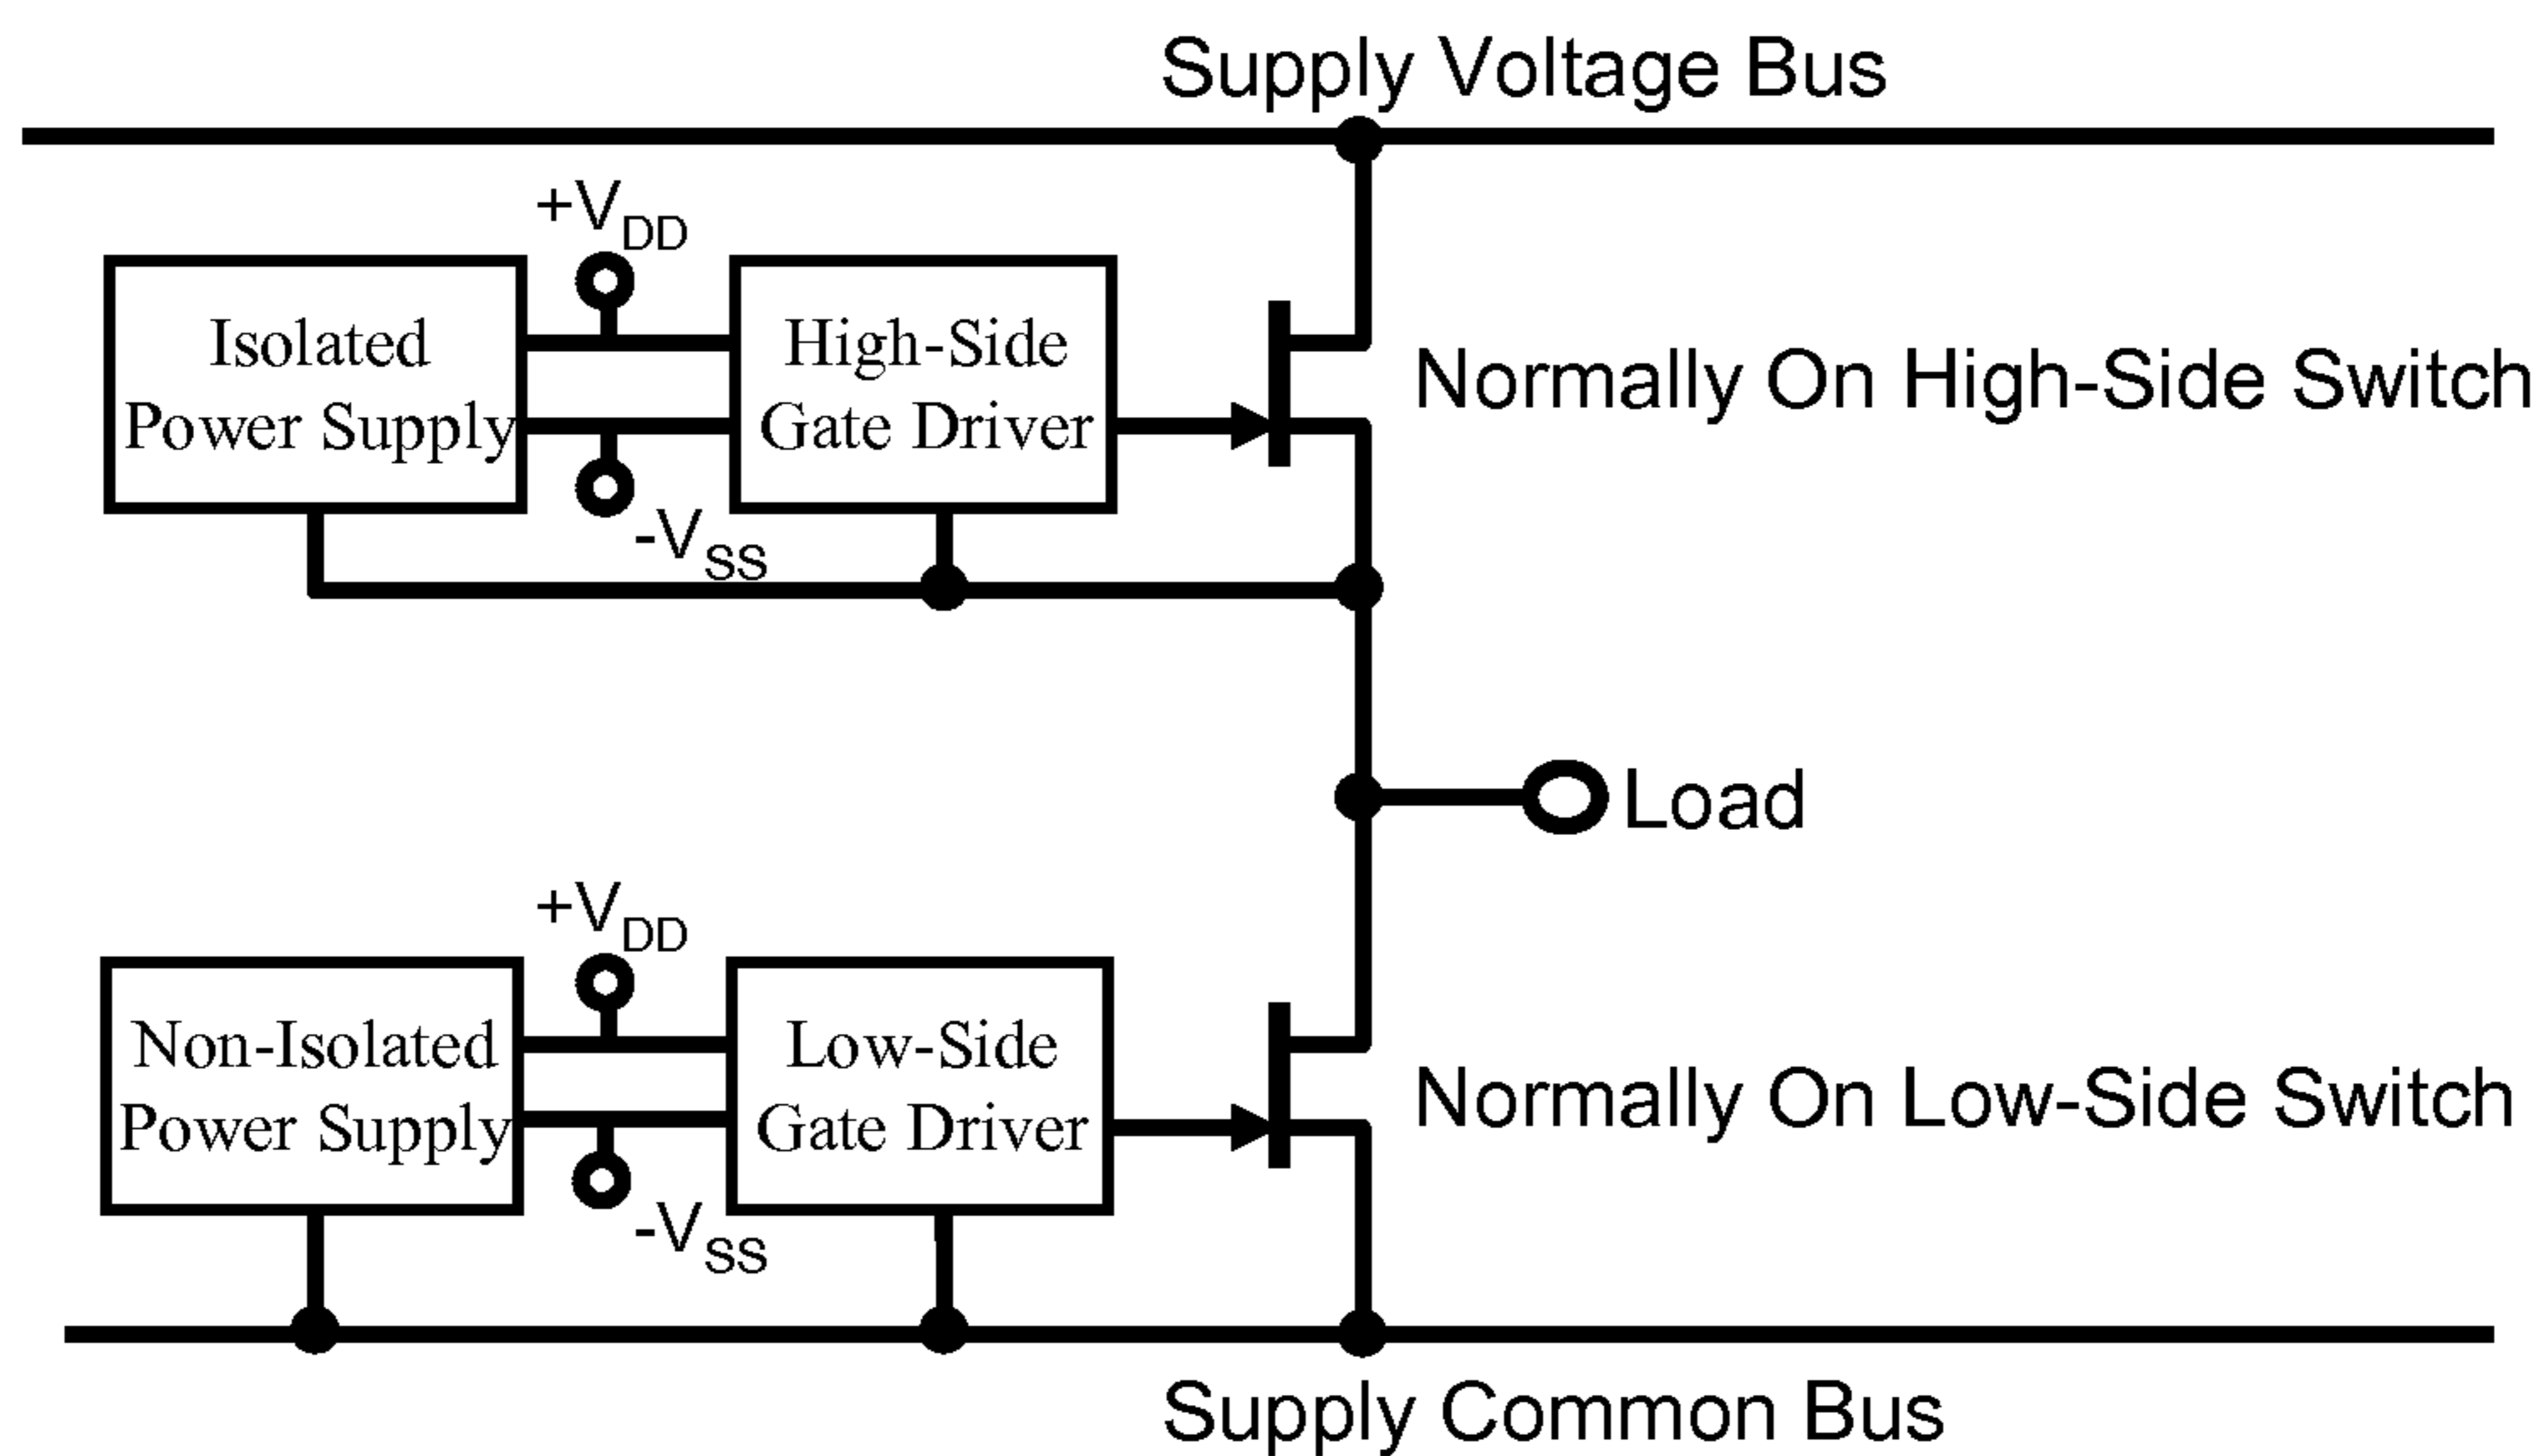 Supply Voltage Bus
+VDD
Isolated
Power Supply
High-Side
Gate Driver
Normally On High-Side Switch
-VSS
Load
+VDD
Non-Isolated
Power Supply
Low-Side
Gate Driver
Normally On Low-Side Switch
-VSS
Supply Common Bus